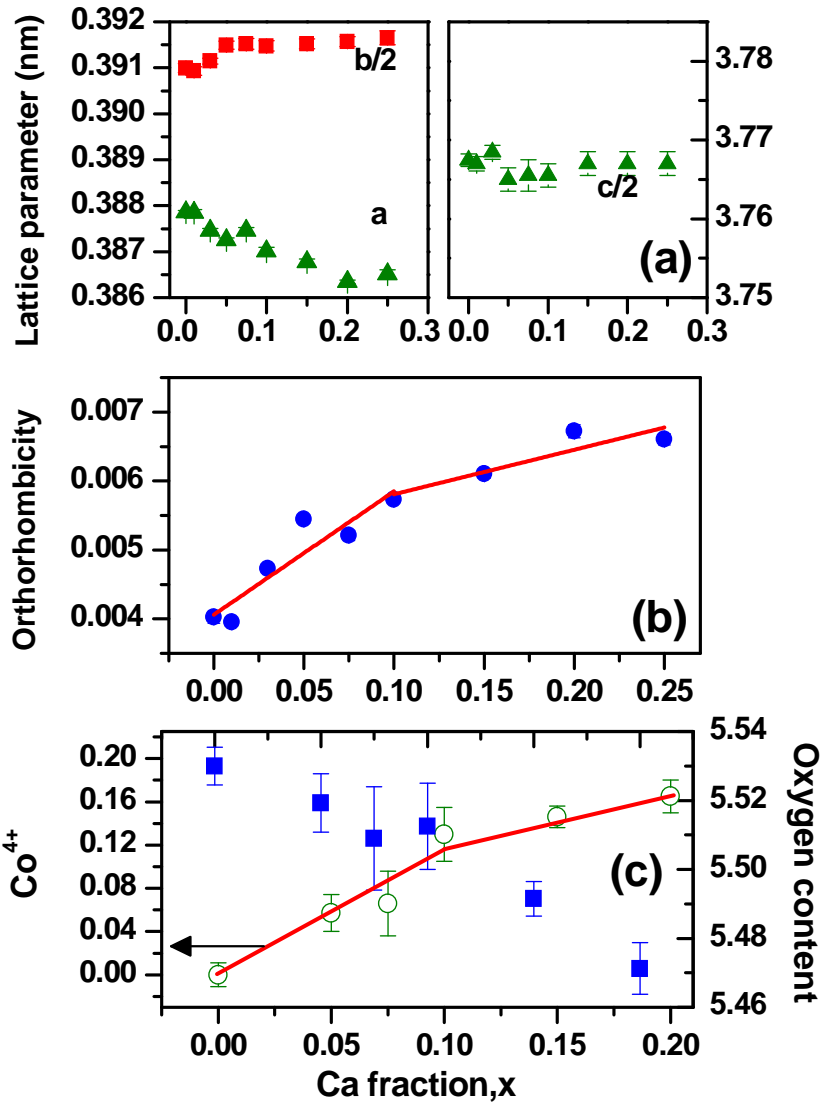 Lattice parameter (nm)
0.392
0.391
0.390
0.389
0.388
0.387
0.386
b/2
a
0.0 0.1 0.2 0.3
3.78
3.77
3.76
3.75
c/2
(a)
0.0 0.1 0.2 0.3
Orthorhombicity
0.007
0.006
0.005
0.004
(b)
0.00 0.05 0.10 0.15 0.20 0.25
Co4+
0.20
0.16
0.12
0.08
0.04
0.00
(c)
5.54
5.52
5.50
5.48
5.46
Oxygen content
0.00 0.05 0.10 0.15 0.20
Ca fraction,x